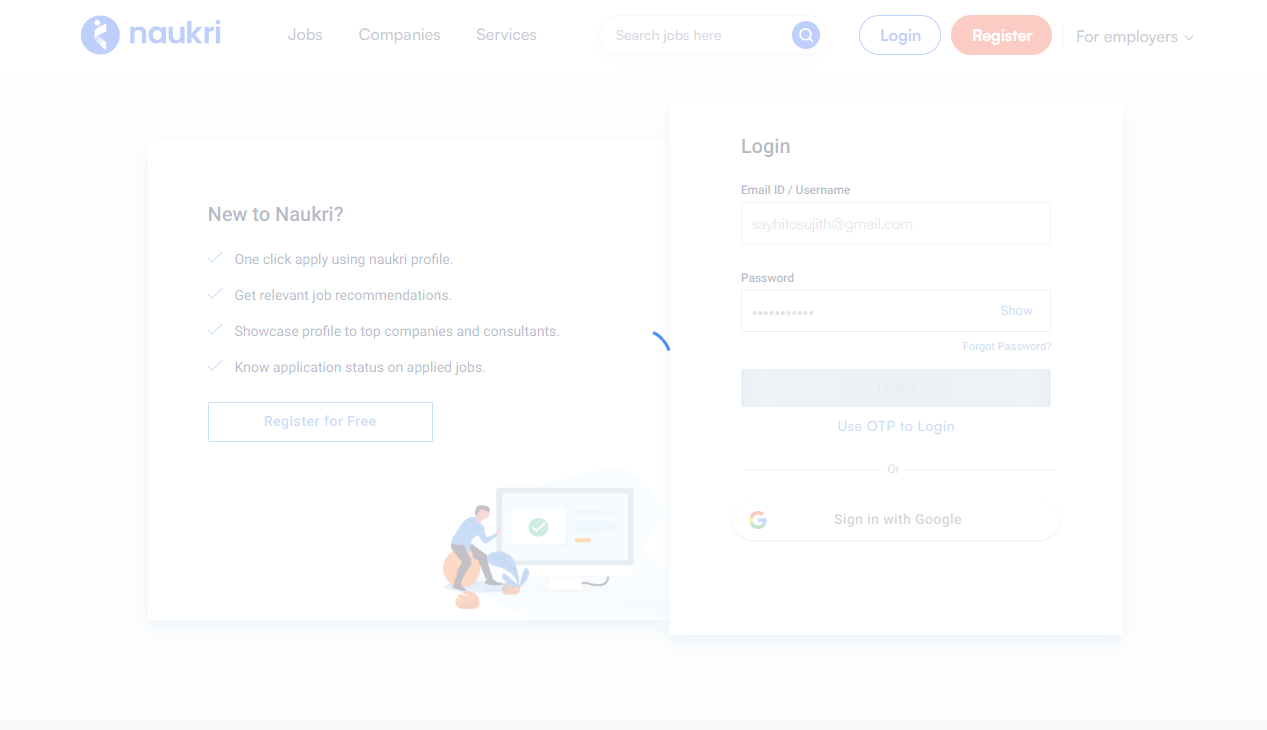 naukri Jobs Companies Services Search jobs here Login Register For employers
New to Naukri?
One click apply using naukri profile.
Get relevant job recommendations.
Showcase profile to top companies and consultants.
Know application status on applied jobs.
Register for Free
Login
Email ID / Username
sayhitosujith@gmail.com
Password
•••••••••••
Show
Forgot Password?
Login
Use OTP to Login
Or
Sign in with Google